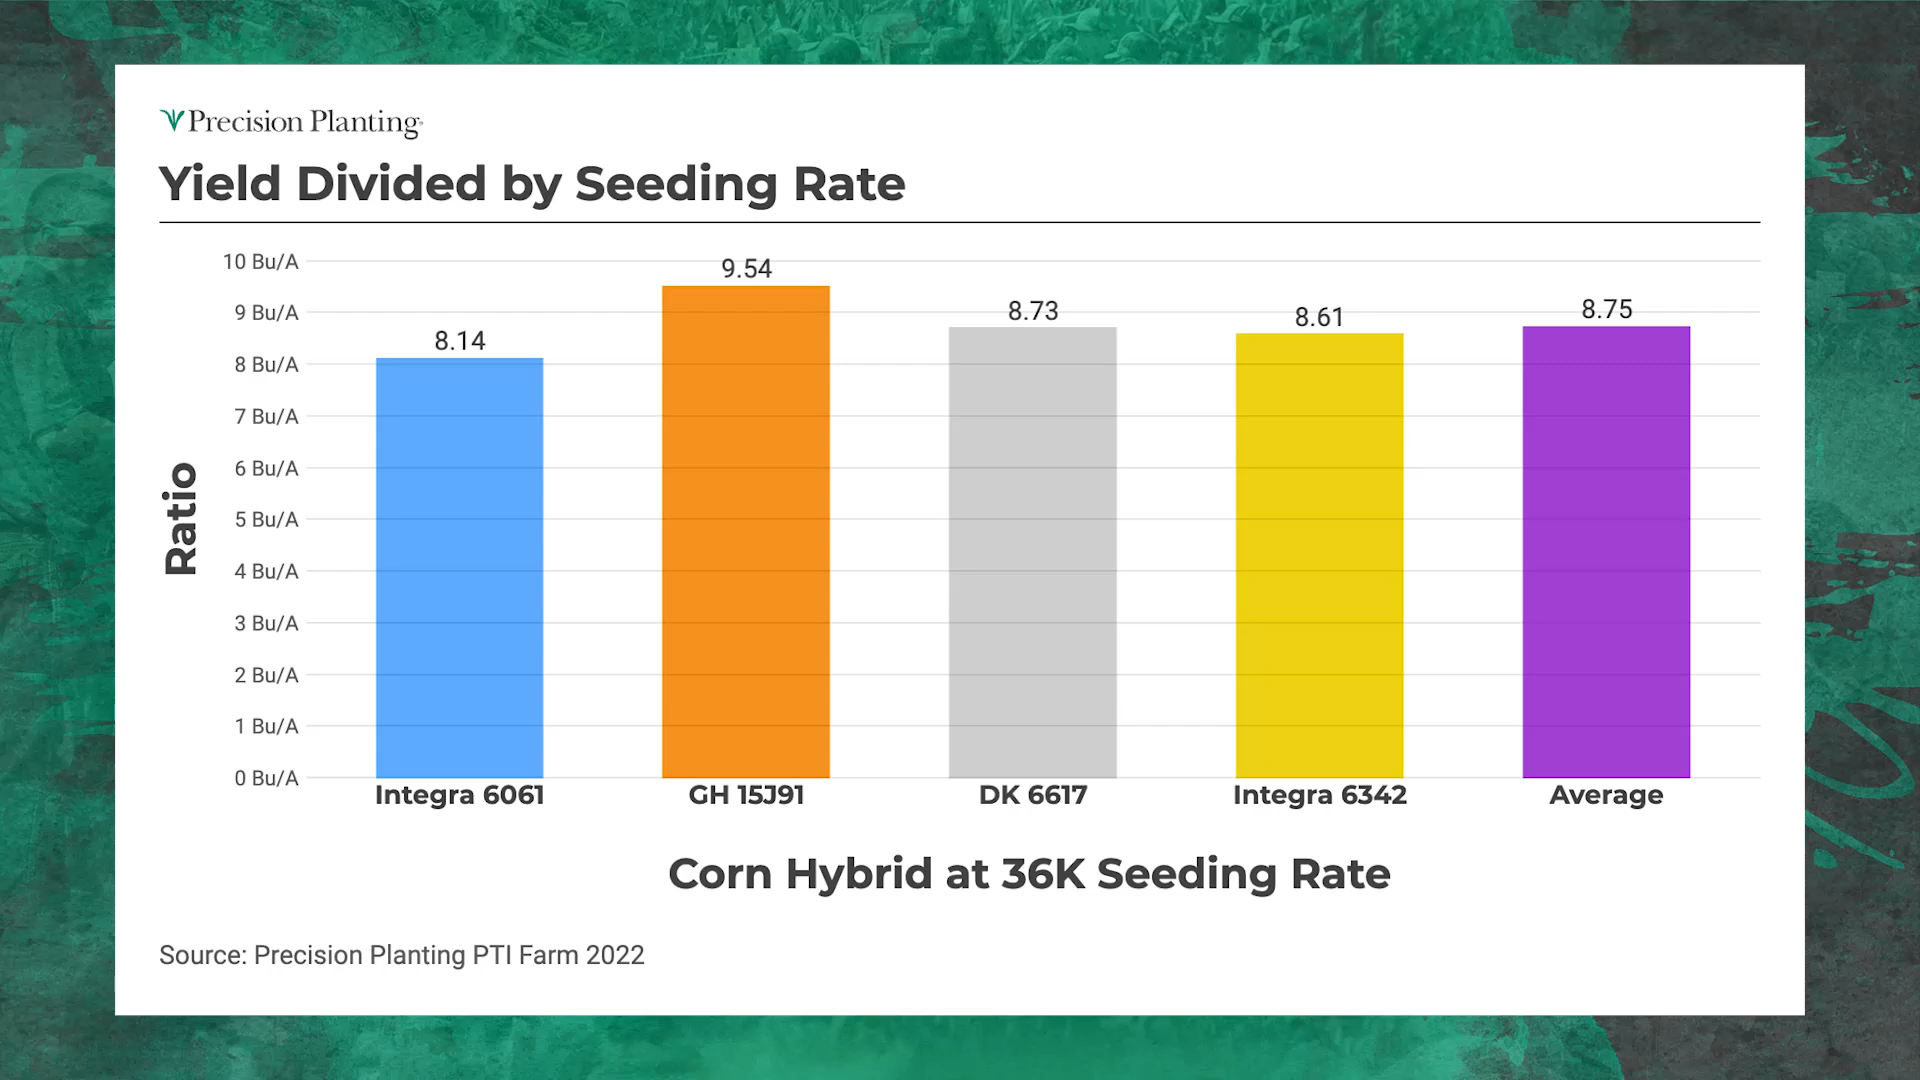 Precision Planting
Yield Divided by Seeding Rate
10 Bu/A
9 Bu/A
8 Bu/A
7 Bu/A
6 Bu/A
5 Bu/A
4 Bu/A
3 Bu/A
2 Bu/A
1 Bu/A
0 Bu/A
Ratio
8.14
9.54
8.73
8.61
8.75
Integra 6061
GH 15J91
DK 6617
Integra 6342
Average
Corn Hybrid at 36K Seeding Rate
Source: Precision Planting PTI Farm 2022